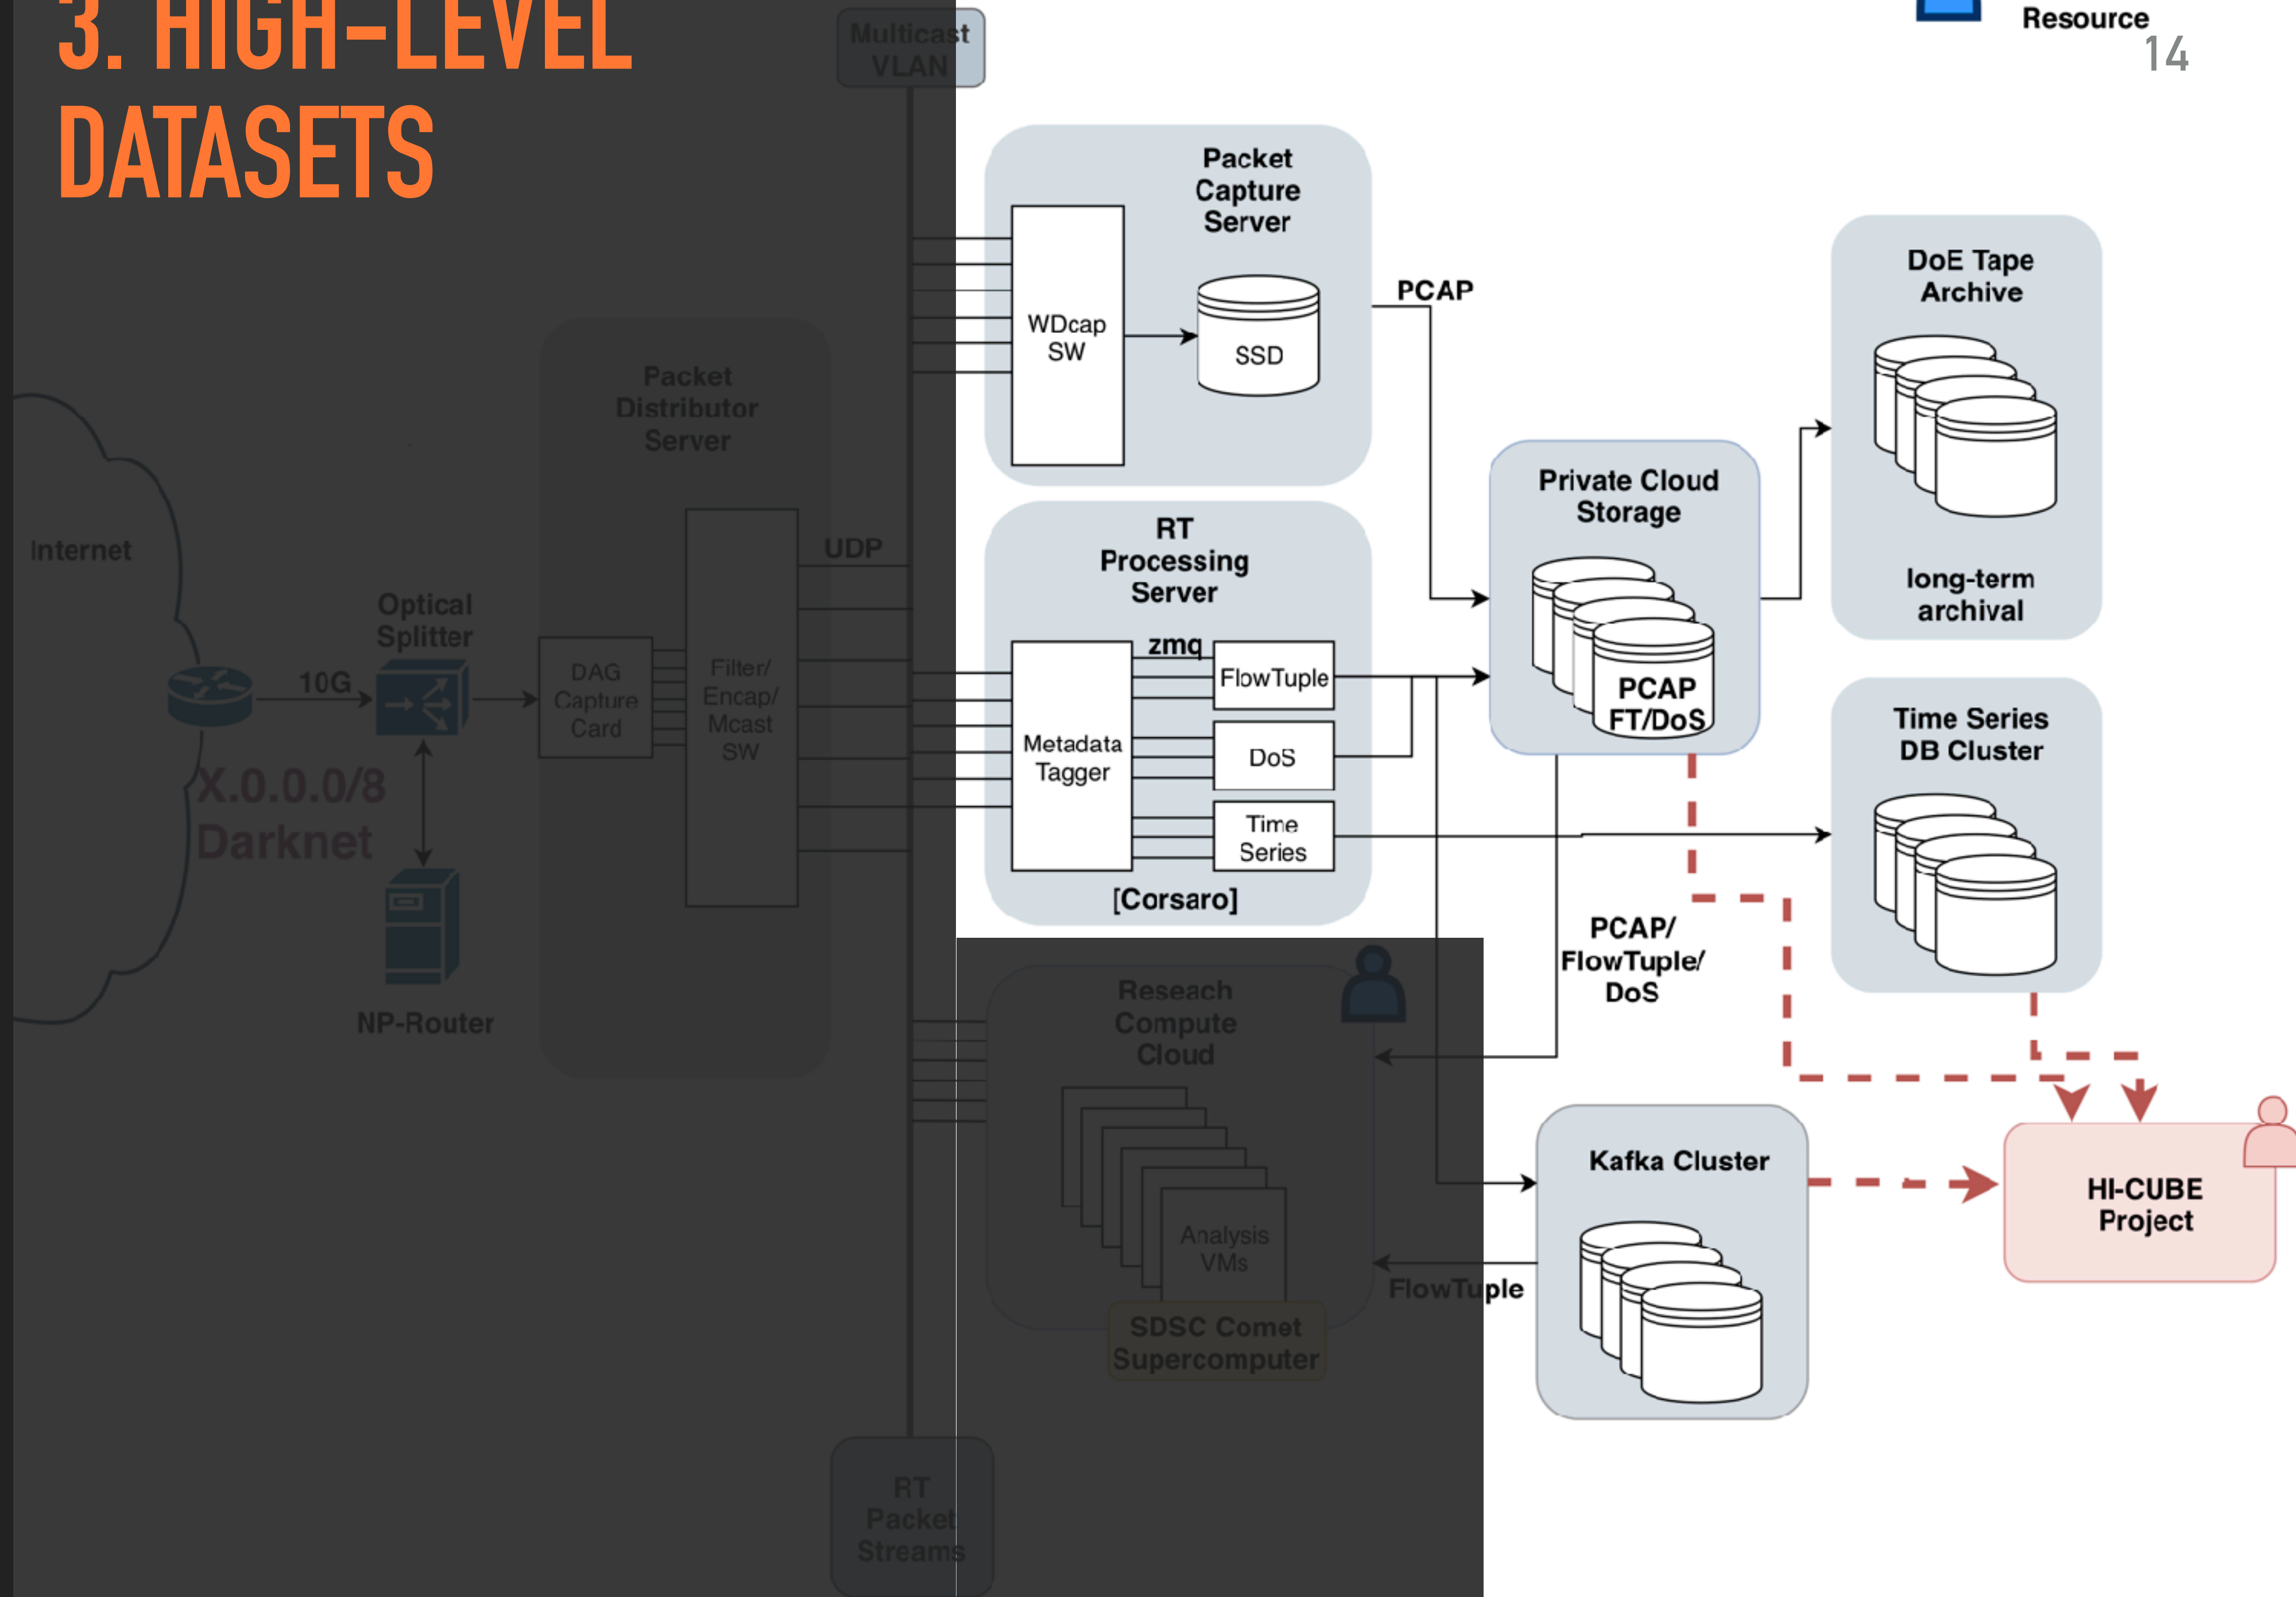 3. HIGH-LEVEL
DATASETS
Resource
14
Multicast
VLAN
Packet
Capture
Server
WDcap
SW
SSD
PCAP
DoE Tape
Archive
long-term
archival
Packet
Distributor
Server
Internet
Optical
Splitter
10G
DAG
Capture
Card
Filter/
Encap/
Mcast
SW
UDP
X.0.0.0/8
Darknet
NP-Router
RT
Processing
Server
zmq
FlowTuple
Metadata
Tagger
DoS
Time
Series
[Corsaro]
Private Cloud
Storage
PCAP
FT/DoS
Time Series
DB Cluster
PCAP/
FlowTuple/
DoS
Reseach
Compute
Cloud
Analysis
VMs
SDSC Comet
Supercomputer
FlowTuple
Kafka Cluster
HI-CUBE
Project
RT
Packet
Streams